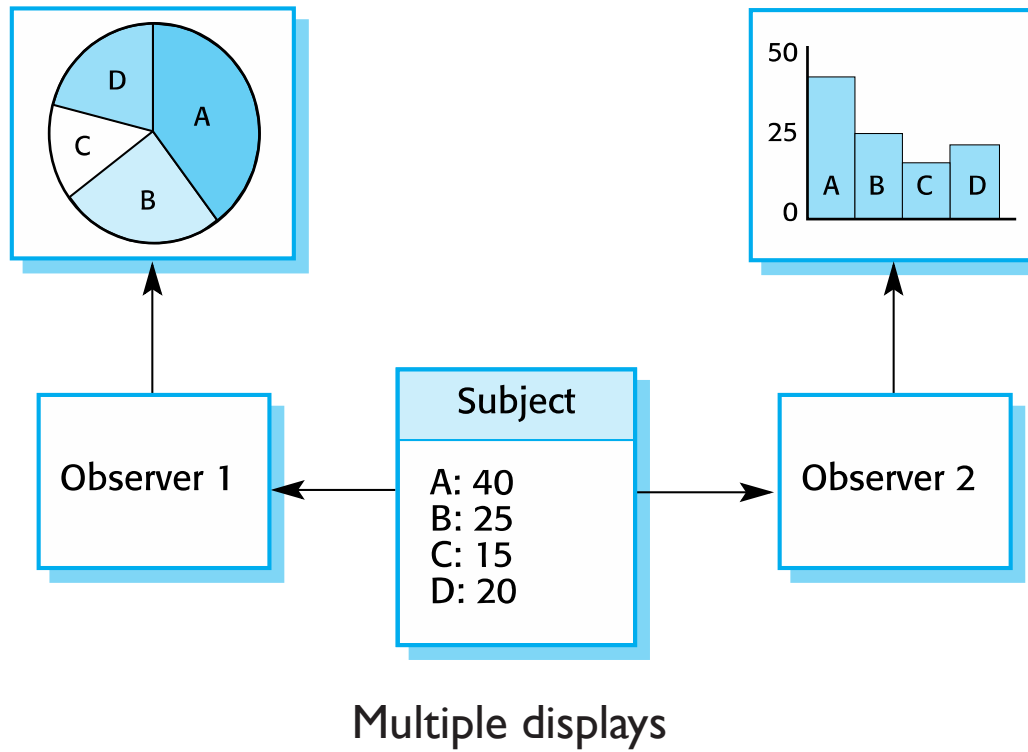 D
A
C
B
50
25
0
A B C D
Subject
Observer 1
A: 40
B: 25
C: 15
D: 20
Observer 2
Multiple displays